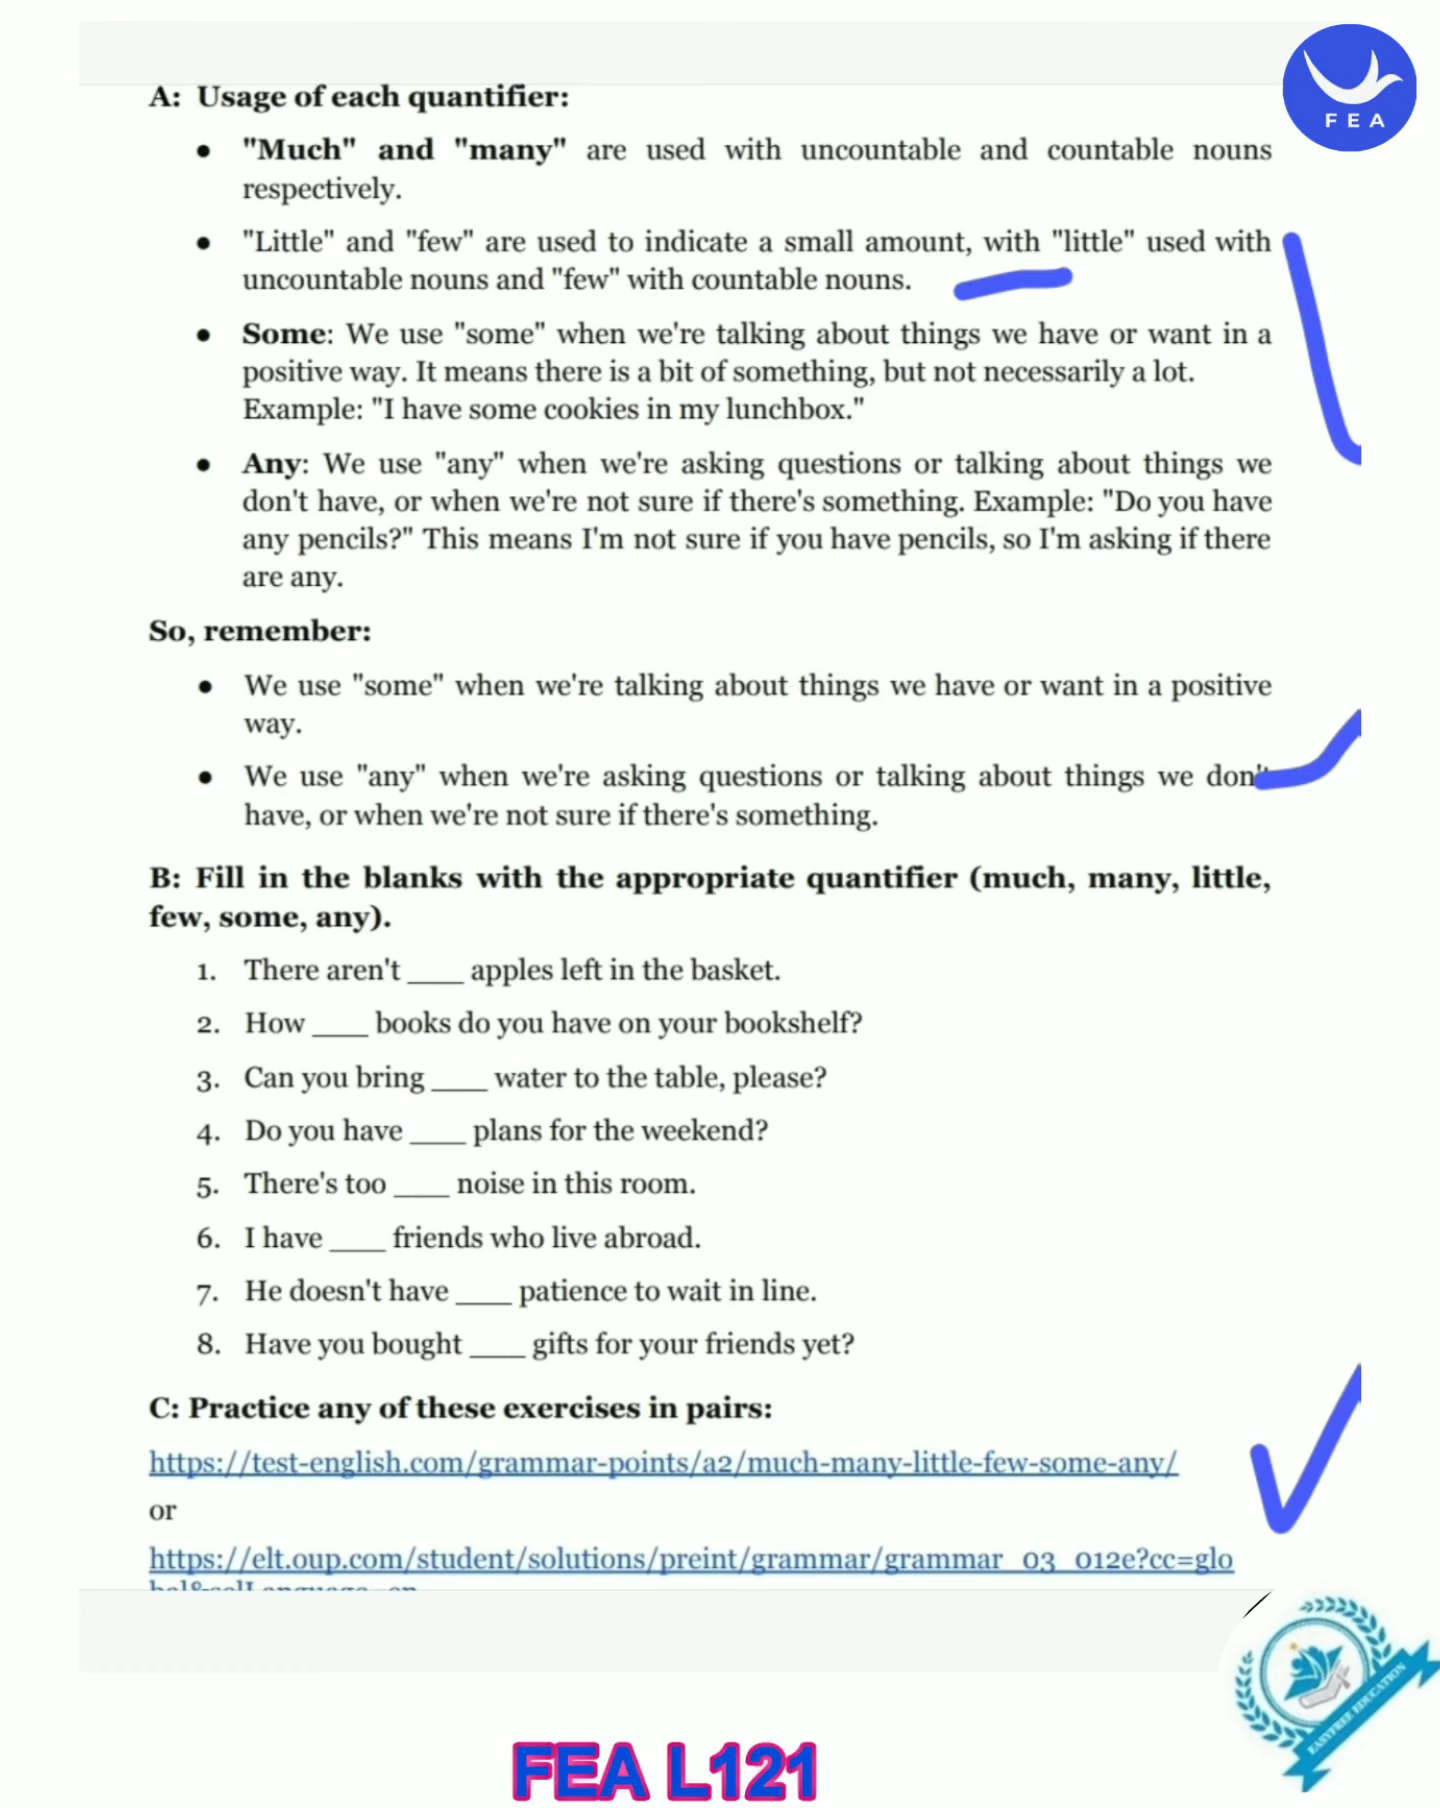 FEA
A: Usage of each quantifier:
● "Much" and "many" are used with uncountable and countable nouns
respectively.
● "Little" and "few" are used to indicate a small amount, with "little" used with
uncountable nouns and "few" with countable nouns.
● Some: We use "some" when we're talking about things we have or want in a
positive way. It means there is a bit of something, but not necessarily a lot.
Example: "I have some cookies in my lunchbox."
● Any: We use "any" when we're asking questions or talking about things we
don't have, or when we're not sure if there's something. Example: "Do you have
any pencils?" This means I'm not sure if you have pencils, so I'm asking if there
are any.
So, remember:
● We use "some" when we're talking about things we have or want in a positive
way.
● We use "any" when we're asking questions or talking about things we don't
have, or when we're not sure if there's something.
B: Fill in the blanks with the appropriate quantifier (much, many, little,
few, some, any).
1. There aren't ____ apples left in the basket.
2. How ____ books do you have on your bookshelf?
3. Can you bring ____ water to the table, please?
4. Do you have ____ plans for the weekend?
5. There's too ____ noise in this room.
6. I have ____ friends who live abroad.
7. He doesn't have ____ patience to wait in line.
8. Have you bought ____ gifts for your friends yet?
C: Practice any of these exercises in pairs:
https://test-english.com/grammar-points/a2/much-many-little-few-some-any/
or
https://elt.oup.com/student/solutions/preint/grammar/grammar_03_012e?cc=glo
EASYFREE EDUCATION
FEA L121